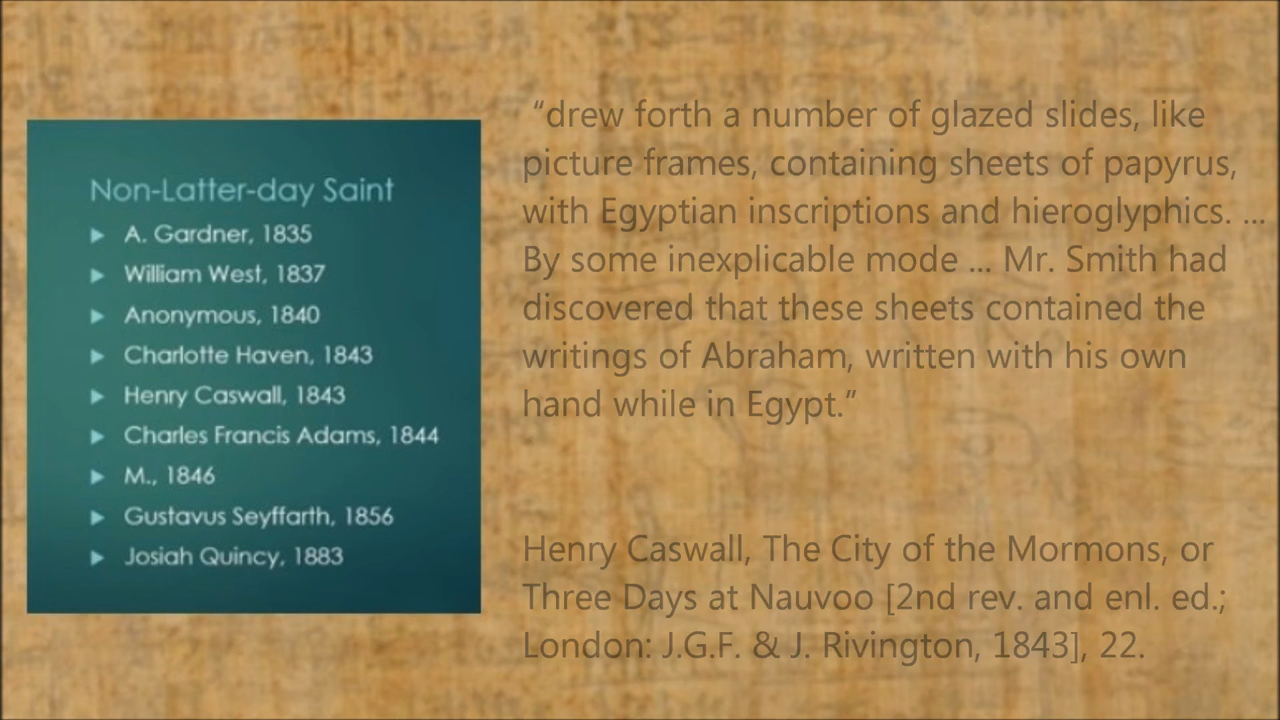 Non-Latter-day Saint
A. Gardner, 1835
William West, 1837
Anonymous, 1840
Charlotte Haven, 1843
Henry Caswall, 1843
Charles Francis Adams, 1844
M., 1846
Gustavus Seyffarth, 1856
Josiah Quincy, 1883
“drew forth a number of glazed slides, like
picture frames, containing sheets of papyrus,
with Egyptian inscriptions and hieroglyphics. ...
By some inexplicable mode ... Mr. Smith had
discovered that these sheets contained the
writings of Abraham, written with his own
hand while in Egypt.”
Henry Caswall, The City of the Mormons, or
Three Days at Nauvoo [2nd rev. and enl. ed.;
London: J.G.F. & J. Rivington, 1843], 22.